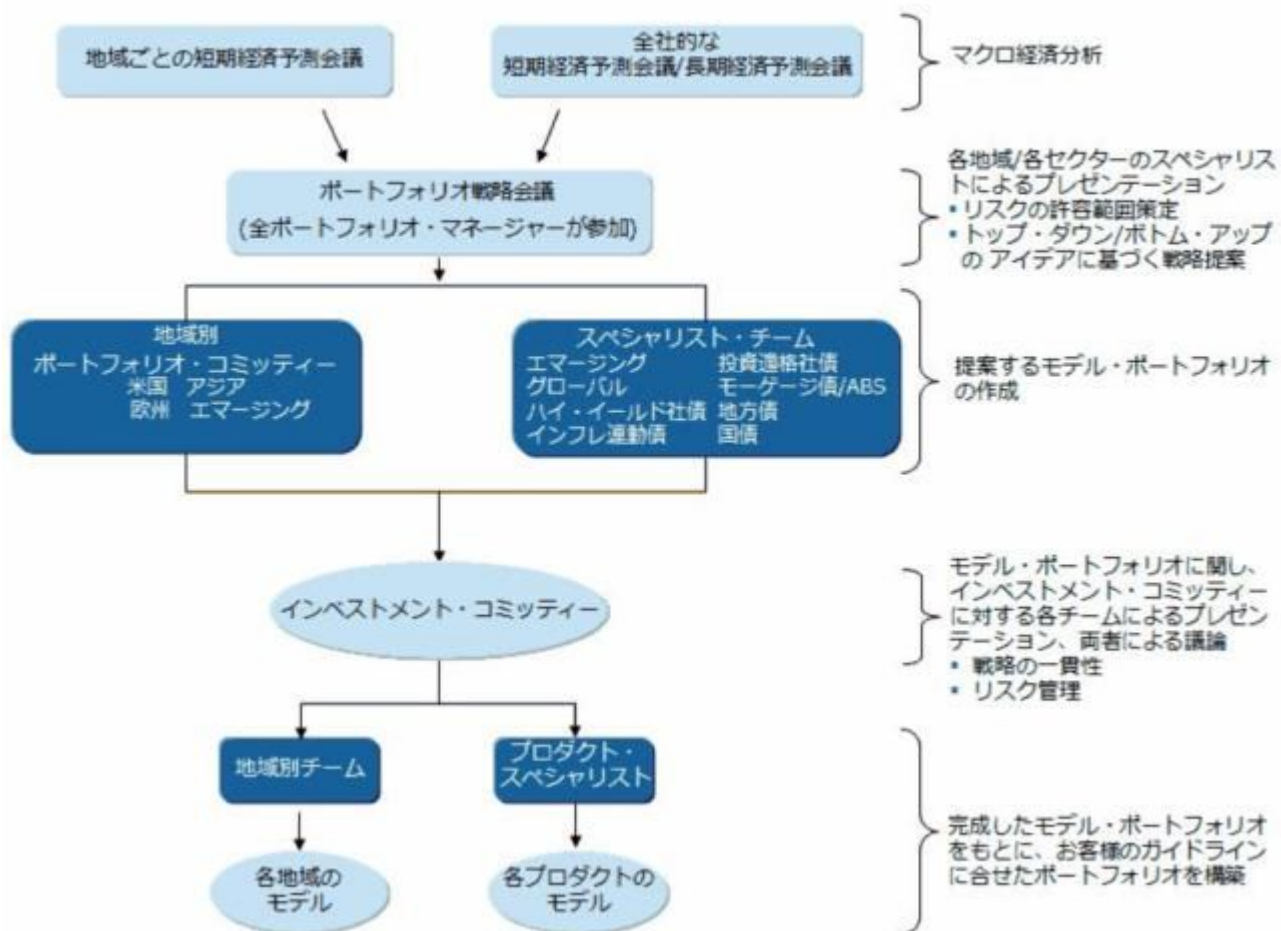 地域ごとの短期経済予測会議
全社的な
短期経済予測会議/長期経済予測会議
マクロ経済分析
ポートフォリオ戦略会議
(全ポートフォリオ・マネージャーが参加)
各地域/各セクターのスペシャリス
トによるプレゼンテーション
▪ リスクの許容範囲策定
▪ トップ・ダウン/ボトム・アップ
の アイデアに基づく戦略提案
地域別
ポートフォリオ・コミッティー
米国 アジア
欧州 エマージング
スペシャリスト・チーム
エマージング 投資適格社債
グローバル モーゲージ債/ABS
ハイ・イールド社債 地方債
インフレ連動債 国債
提案するモデル・ポートフォリオ
の作成
インベストメント・コミッティー
モデル・ポートフォリオに関し、
インベストメント・コミッティー
に対する各チームによるプレゼン
テーション、両者による議論
▪ 戦略の一貫性
▪ リスク管理
地域別チーム
プロダクト・
スペシャリスト
各地域の
モデル
各プロダクトの
モデル
完成したモデル・ポートフォリオ
をもとに、お客様のガイドライン
に合せたポートフォリオを構築